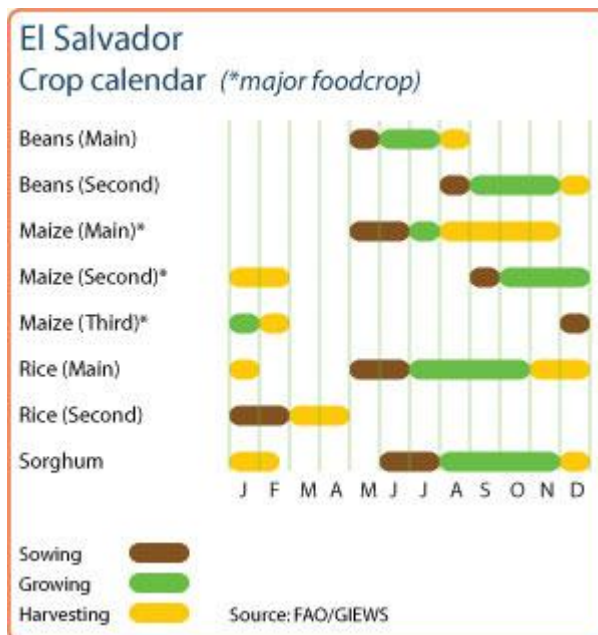 El Salvador
Crop calendar (*major foodcrop)
Beans (Main)
Beans (Second)
Maize (Main)*
Maize (Second)*
Maize (Third)*
Rice (Main)
Rice (Second)
Sorghum
J F M A M J J A S O N D
Sowing
Growing
Harvesting Source: FAO/GIEWS